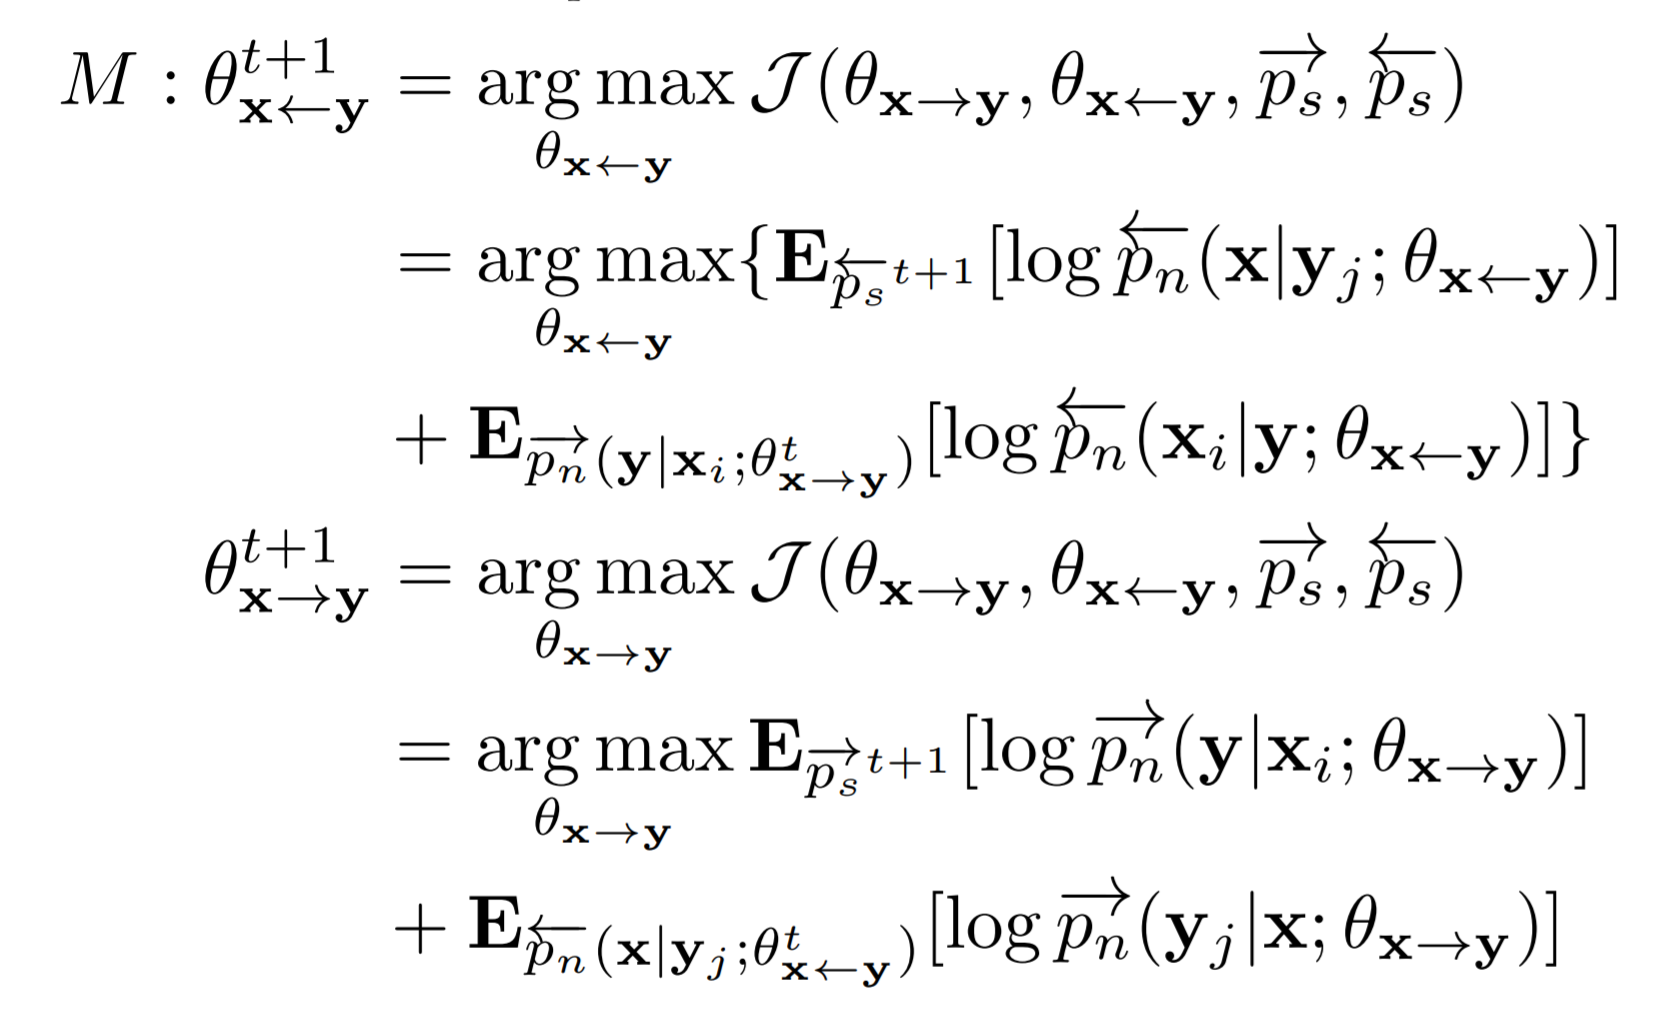 M : θ^{t+1}_{x←y} = arg max_{θ_{x←y}} 𝒥(θ_{x→y}, θ_{x←y}, \overrightarrow{p_s}, \overleftarrow{p_s})
= arg max_{θ_{x←y}} {E_{\overleftarrow{p_s}^{t+1}} [log \overleftarrow{p_n}(x|y_j; θ_{x←y})]
+ E_{\overrightarrow{p_n}(y|x_i;θ^t_{x→y})} [log \overleftarrow{p_n}(x_i|y; θ_{x←y})]}
θ^{t+1}_{x→y} = arg max_{θ_{x→y}} 𝒥(θ_{x→y}, θ_{x←y}, \overrightarrow{p_s}, \overleftarrow{p_s})
= arg max_{θ_{x→y}} E_{\overrightarrow{p_s}^{t+1}} [log \overrightarrow{p_n}(y|x_i; θ_{x→y})]
+ E_{\overleftarrow{p_n}(x|y_j;θ^t_{x←y})} [log \overrightarrow{p_n}(y_j|x; θ_{x→y})]